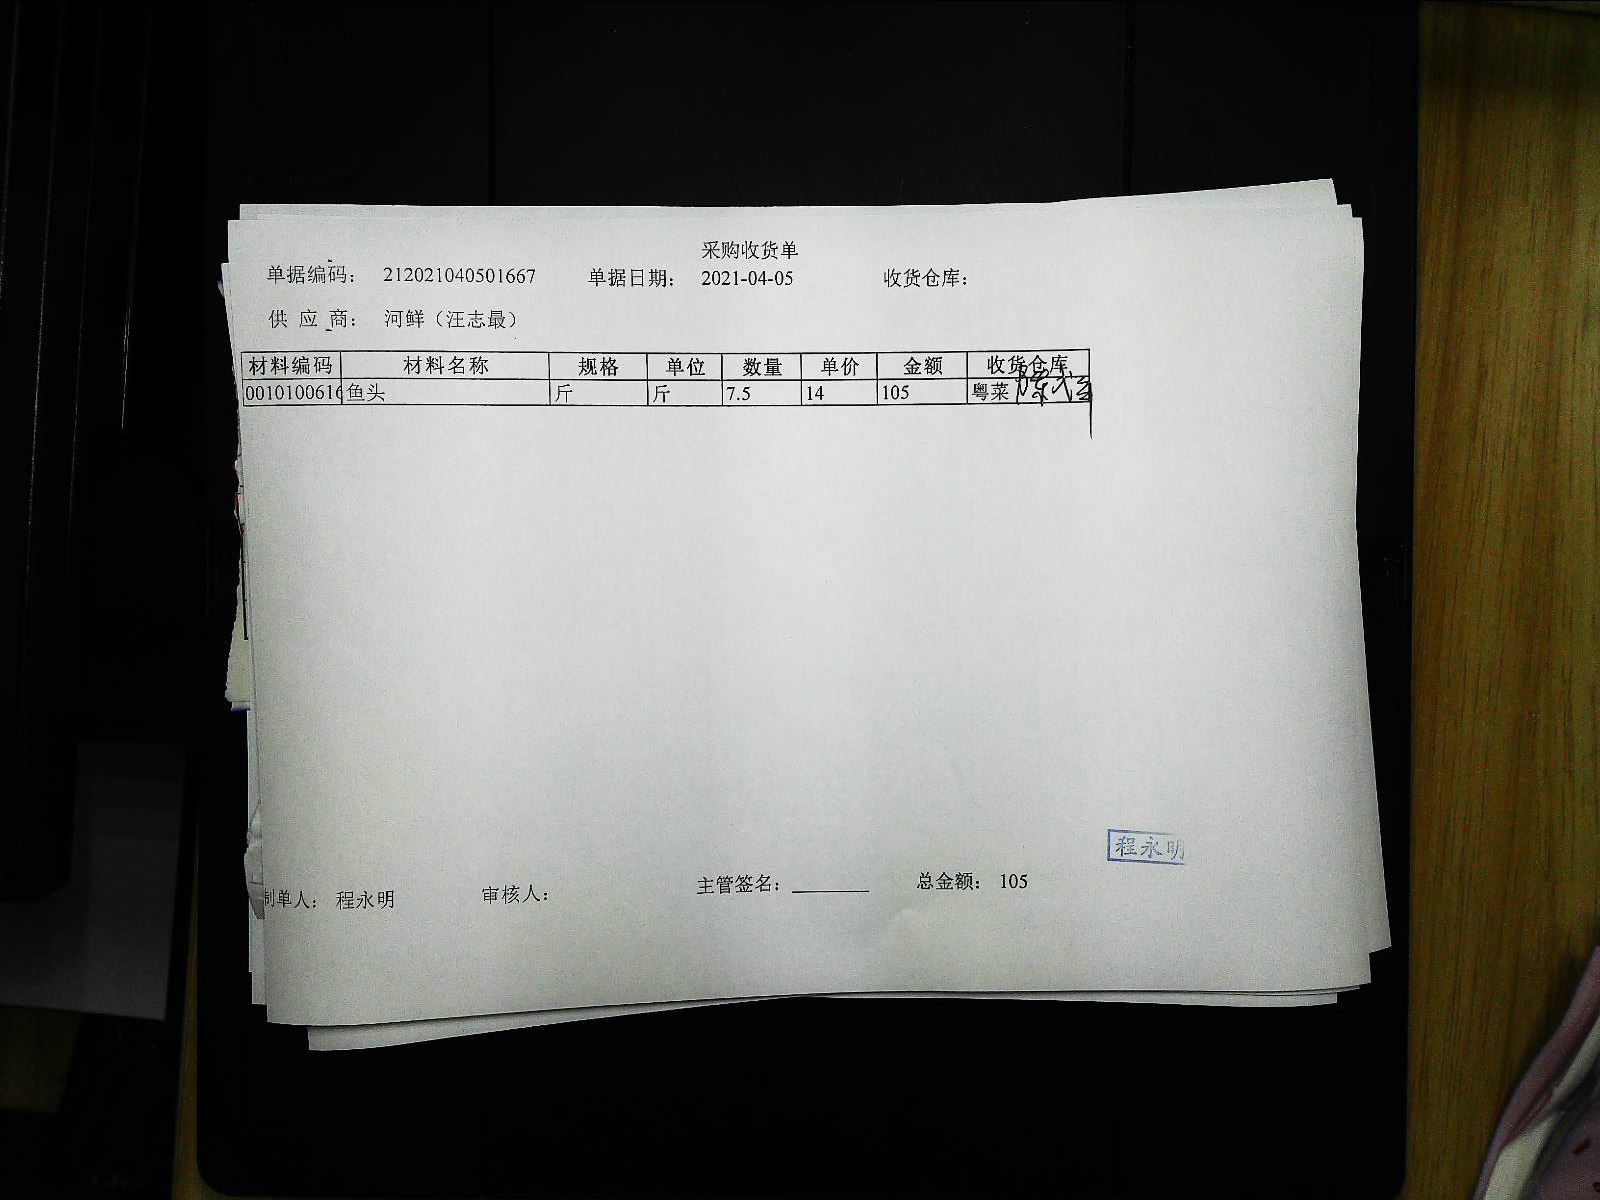 采购收货单
单据编码： 212021040501667 单据日期： 2021-04-05 收货仓库：
供 应 商： 河鲜（汪志最）
材料编码 材料名称 规格 单位 数量 单价 金额 收货仓库
0010100616 鱼头 斤 斤 7.5 14 105 粤菜
程永明
制单人： 程永明 审核人： 主管签名： 总金额： 105